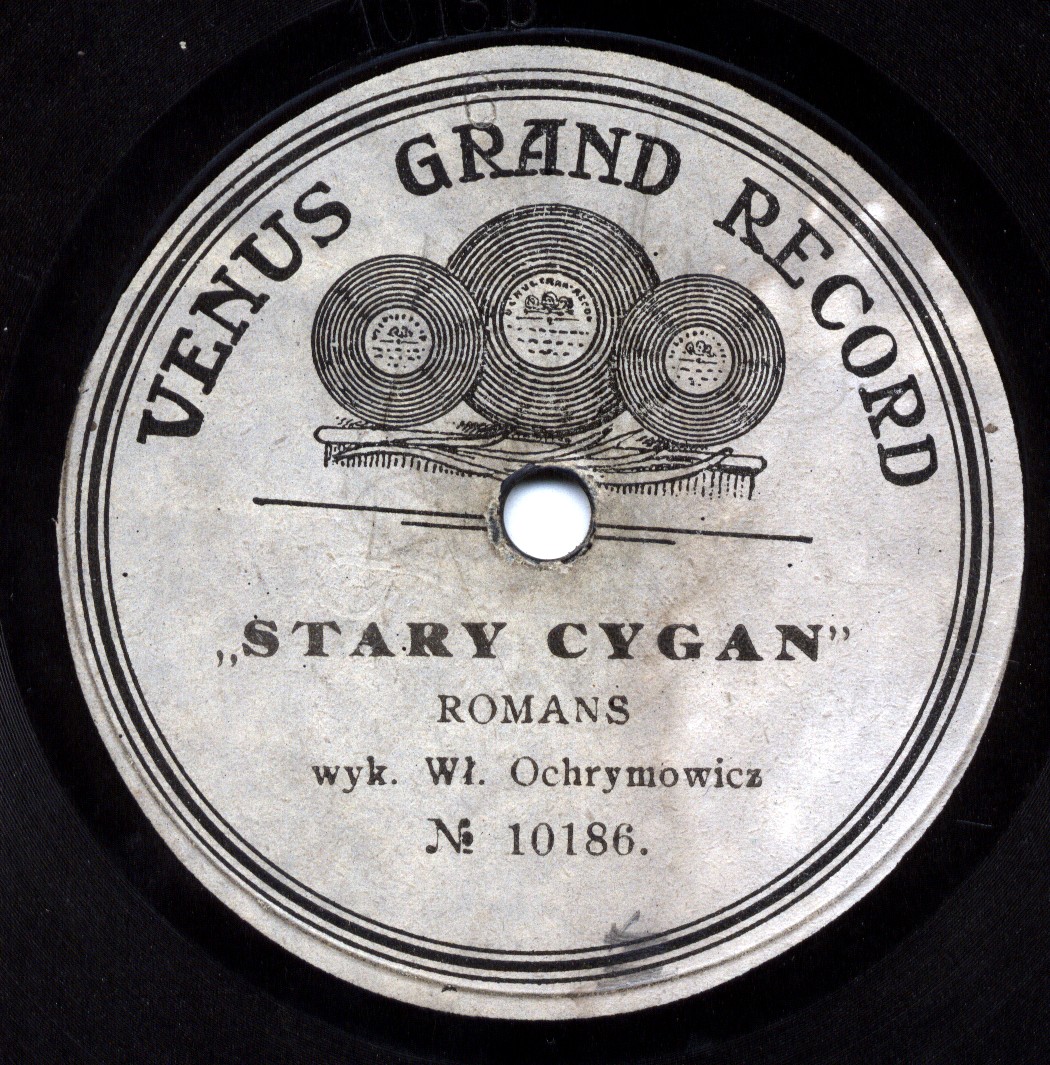 VENUS GRAND RECORD
„STARY CYGAN”
ROMANS
wyk. Wł. Ochrymowicz
№ 10186.